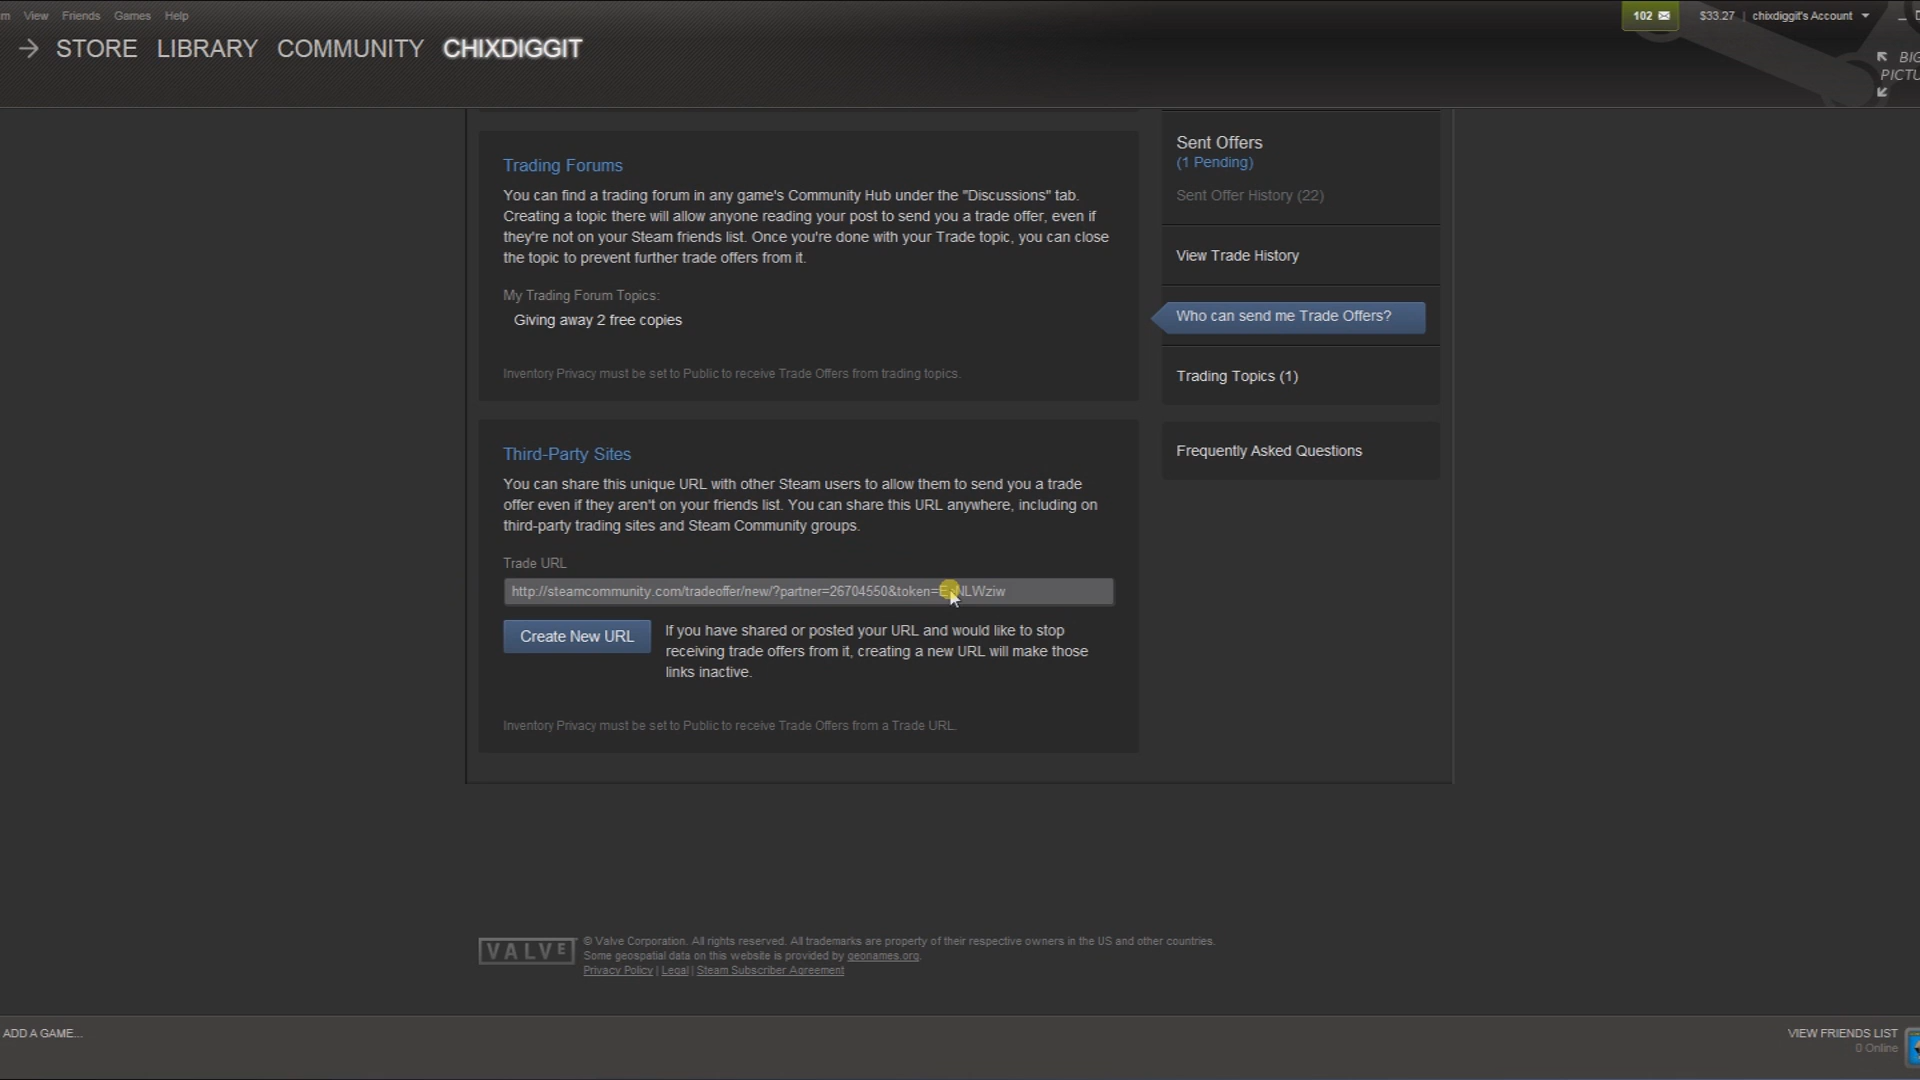 View Friends Games Help
102 $33.27 | chixdiggit's Account
STORE LIBRARY COMMUNITY CHIXDIGGIT
Trading Forums
You can find a trading forum in any game's Community Hub under the "Discussions" tab.
Creating a topic there will allow anyone reading your post to send you a trade offer, even if
they're not on your Steam friends list. Once you're done with your Trade topic, you can close
the topic to prevent further trade offers from it.
My Trading Forum Topics:
Giving away 2 free copies
Inventory Privacy must be set to Public to receive Trade Offers from trading topics.
Third-Party Sites
You can share this unique URL with other Steam users to allow them to send you a trade
offer even if they aren't on your friends list. You can share this URL anywhere, including on
third-party trading sites and Steam Community groups.
Trade URL
Create New URL
If you have shared or posted your URL and would like to stop
receiving trade offers from it, creating a new URL will make those
links inactive.
Inventory Privacy must be set to Public to receive Trade Offers from a Trade URL.
Sent Offers
(1 Pending)
Sent Offer History (22)
View Trade History
Who can send me Trade Offers?
Trading Topics (1)
Frequently Asked Questions
VALVE
© Valve Corporation. All rights reserved. All trademarks are property of their respective owners in the US and other countries.
Some geospatial data on this website is provided by geonames.org.
Privacy Policy | Legal | Steam Subscriber Agreement
ADD A GAME...
VIEW FRIENDS LIST
0 Online